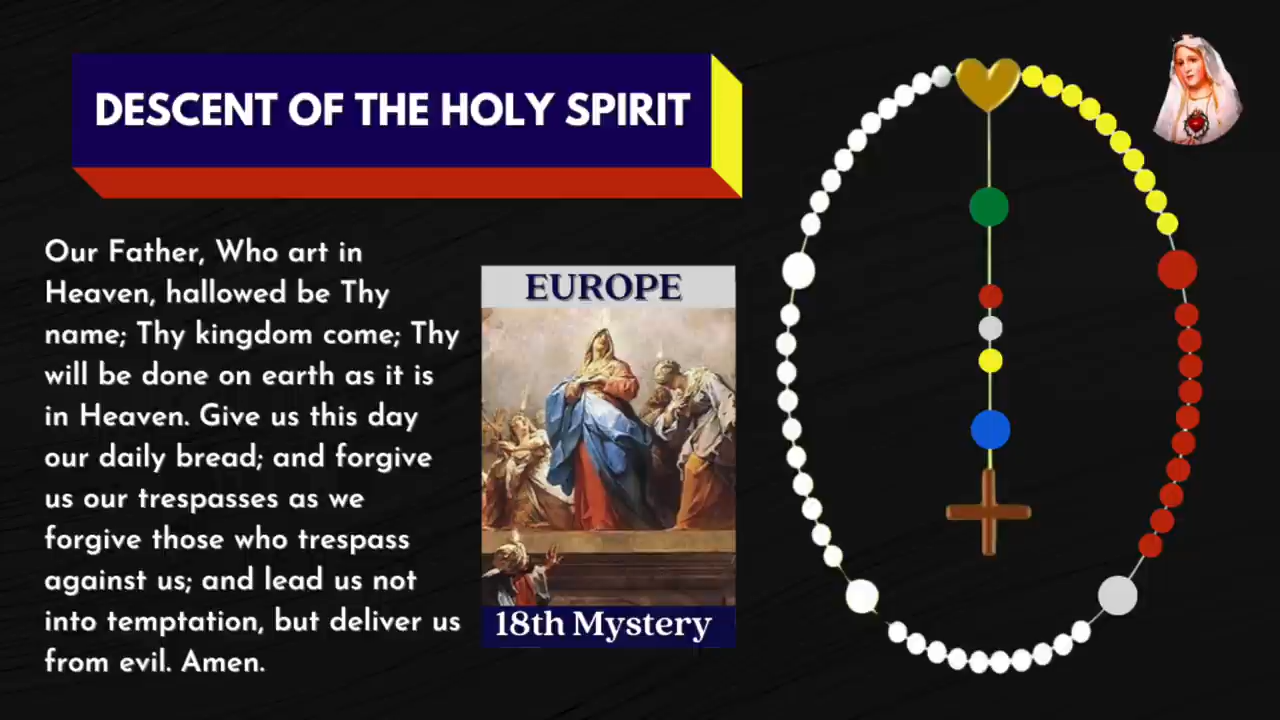 DESCENT OF THE HOLY SPIRIT
Our Father, Who art in
Heaven, hallowed be Thy
name; Thy kingdom come; Thy
will be done on earth as it is
in Heaven. Give us this day
our daily bread; and forgive
us our trespasses as we
forgive those who trespass
against us; and lead us not
into temptation, but deliver us
from evil. Amen.
EUROPE
18th Mystery